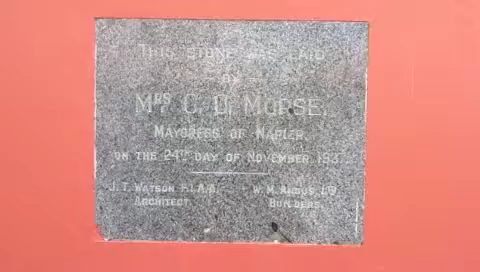 THIS STONE WAS LAID
BY
MRS C. D. MORSE,
MAYORESS OF NAPIER,
ON THE 24TH DAY OF NOVEMBER
J. T. WATSON
W. M. ANGUS, LTD
ARCHITECT.
BUILDERS.